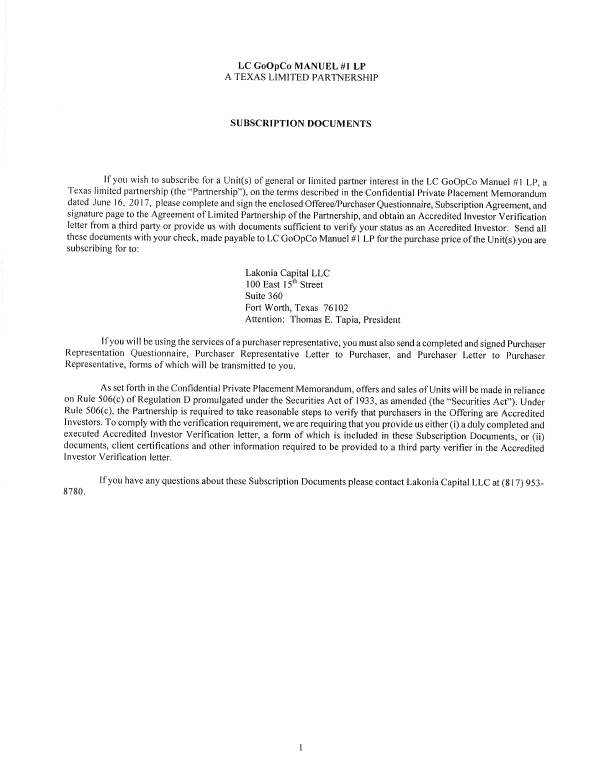 LC GoOpCo MANUEL #1 LP
A TEXAS LIMITED PARTNERSHIP
SUBSCRIPTION DOCUMENTS
If you wish to subscribe for a Unit(s) of general or limited partner interest in the LC GoOpCo Manuel #1 LP, a
Texas limited partnership (the “Partnership”), on the terms described in the Confidential Private Placement Memorandum
dated June 16, 2017, please complete and sign the enclosed Offeree/Purchaser Questionnaire, Subscription Agreement, and
signature page to the Agreement of Limited Partnership of the Partnership, and obtain an Accredited Investor Verification
letter from a third party or provide us with documents sufficient to verify your status as an Accredited Investor. Send all
these documents with your check, made payable to LC GoOpCo Manuel #1 LP for the purchase price of the Unit(s) you are
subscribing for to:
Lakonia Capital LLC
100 East 15th Street
Suite 360
Fort Worth, Texas 76102
Attention: Thomas E. Tapia, President
If you will be using the services of a purchaser representative, you must also send a completed and signed Purchaser
Representation Questionnaire, Purchaser Representative Letter to Purchaser, and Purchaser Letter to Purchaser
Representative, forms of which will be transmitted to you.
As set forth in the Confidential Private Placement Memorandum, offers and sales of Units will be made in reliance
on Rule 506(c) of Regulation D promulgated under the Securities Act of 1933, as amended (the “Securities Act”). Under
Rule 506(c), the Partnership is required to take reasonable steps to verify that purchasers in the Offering are Accredited
Investors. To comply with the verification requirement, we are requiring that you provide us either (i) a duly completed and
executed Accredited Investor Verification letter, a form of which is included in these Subscription Documents, or (ii)
documents, client certifications and other information required to be provided to a third party verifier in the Accredited
Investor Verification letter.
If you have any questions about these Subscription Documents please contact Lakonia Capital LLC at (817) 953-
8780.
1